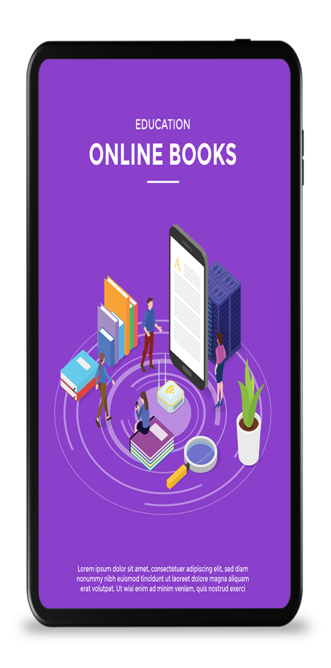 EDUCATION
ONLINE BOOKS
A
Lorem ipsum dolor sit amet, consectetuer adipiscing elit, sed diam
nonummy nibh euismod tincidunt ut laoreet dolore magna aliquam
erat volutpat. Ut wisi enim ad minim veniam, quis nostrud exerci